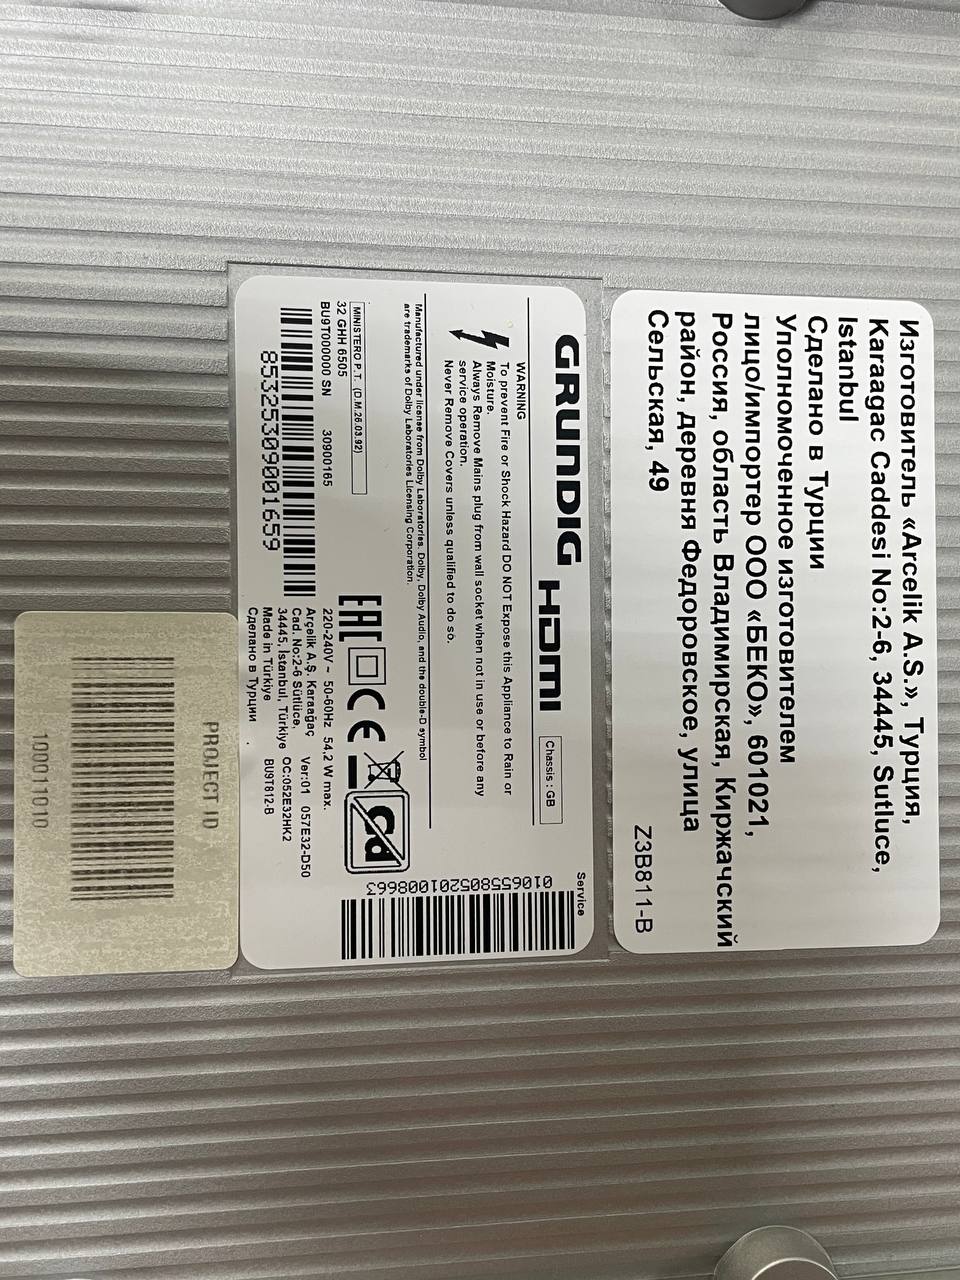 Изготовитель «Arcelik A.S.», Турция,
Karaagac Caddesi No:2-6, 34445, Sutluce,
Istanbul
Сделано в Турции
Уполномоченное изготовителем
лицо/импортер ООО «БЕКО», 601021,
Россия, область Владимирская, Киржачский
район, деревня Федоровское, улица
Сельская, 49
Z3B811-B
GRUNDIG HDMI
Chassis : GB
WARNING
To prevent Fire or Shock Hazard DO NOT Expose this Appliance to Rain or
Moisture.
Always Remove Mains plug from wall socket when not in use or before any
service operation.
Never Remove Covers unless qualified to do so.
Manufactured under license from Dolby Laboratories. Dolby, Dolby Audio, and the double-D symbol
are trademarks of Dolby Laboratories Licensing Corporation.
MINISTERO P.T. (D.M.26.03.92)
32 GHH 6505
BU9T000000 SN 30900165
85325309001659
EAC CE
Cd
220-240V ~ 50-60Hz 54,2 W max.
Arçelik A.Ş. Karaağaç Ver:01 057E32-D50
Cad. No:2-6 Sütlüce,
34445, İstanbul, Türkiye OC:052E32HK2
Made in Türkiye BU9T812-B
Сделано в Турции
Service
0106555805201008663
PROJECT ID
100011010